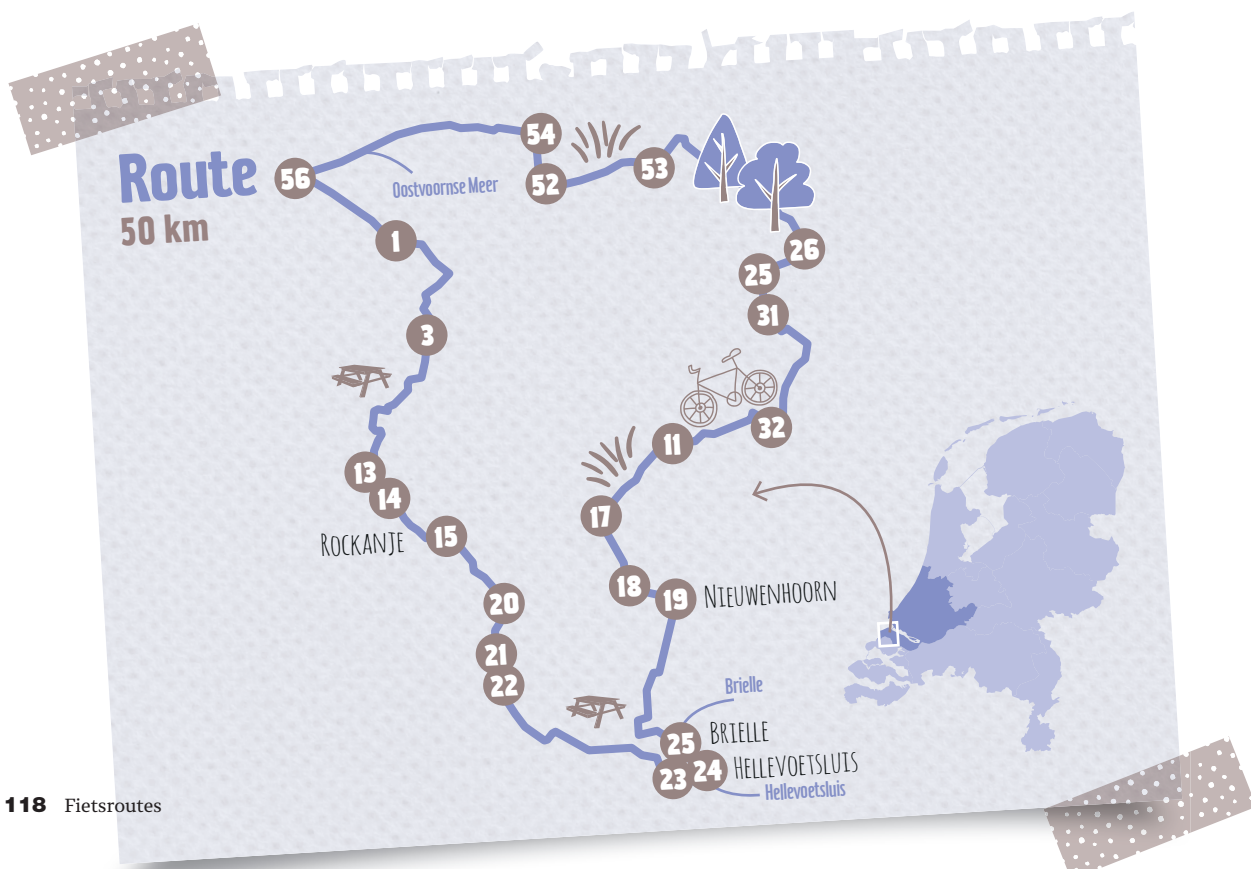 Route
50 km
56
54
52
53
Oostvoornse Meer
1
26
25
31
3
32
11
13
14
17
Rockanje
15
18
19
Nieuwenhoorn
20
21
22
Brielle
25
Brielle
23
24
Hellevoetsluis
Hellevoetsluis
118 Fietsroutes